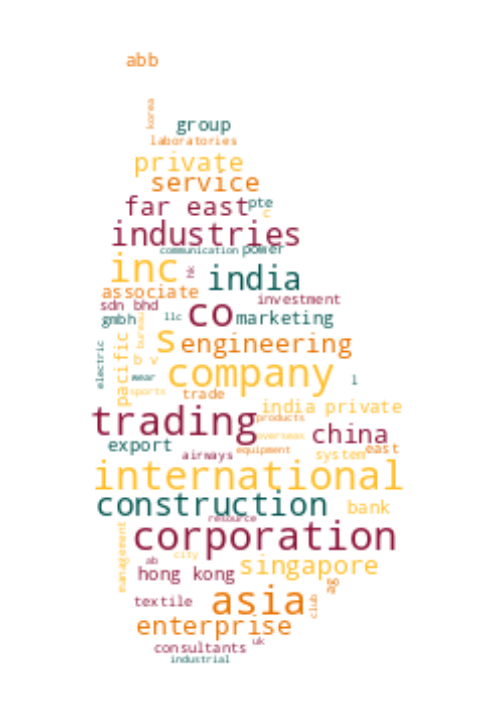 abb
korea
group
laboratories
private
service
far east pte
c
industries
communication power
inc
hk
india
associate
investment
sdn bhd
co
gmbh
llc
marketing
bureau
s
engineering
electric
pacific
v
company
wear
l
sports
trade
india private
trading
products
china
overseas
export
airways
equipment
system
east
international
construction
bank
resource
corporation
management
city
ab
hong kong
singapore
ag
textile
asia
club
enterprise
uk
consultants
industrial